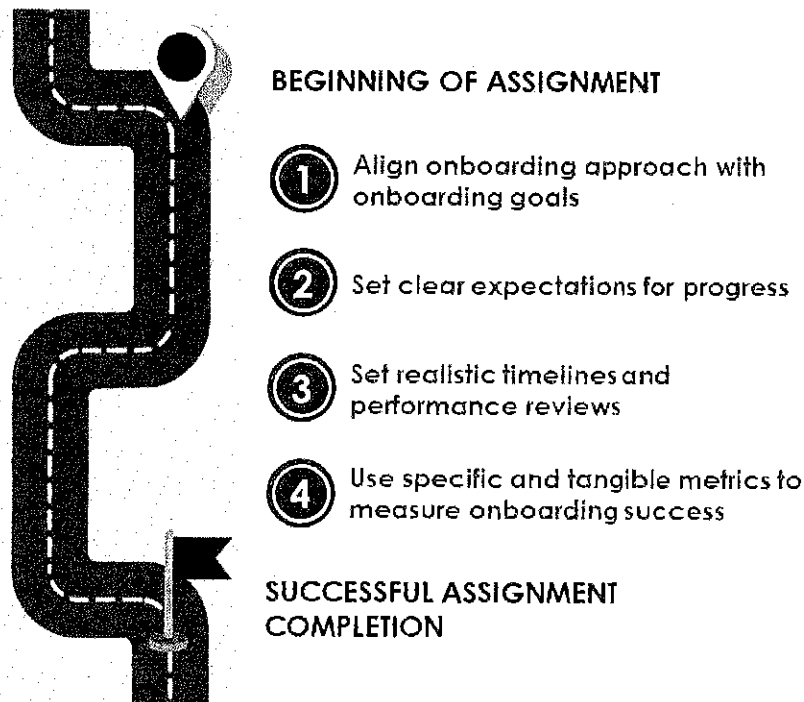 BEGINNING OF ASSIGNMENT
1
Align onboarding approach with
onboarding goals
2
Set clear expectations for progress
3
Set realistic timelines and
performance reviews
4
Use specific and tangible metrics to
measure onboarding success
SUCCESSFUL ASSIGNMENT
COMPLETION